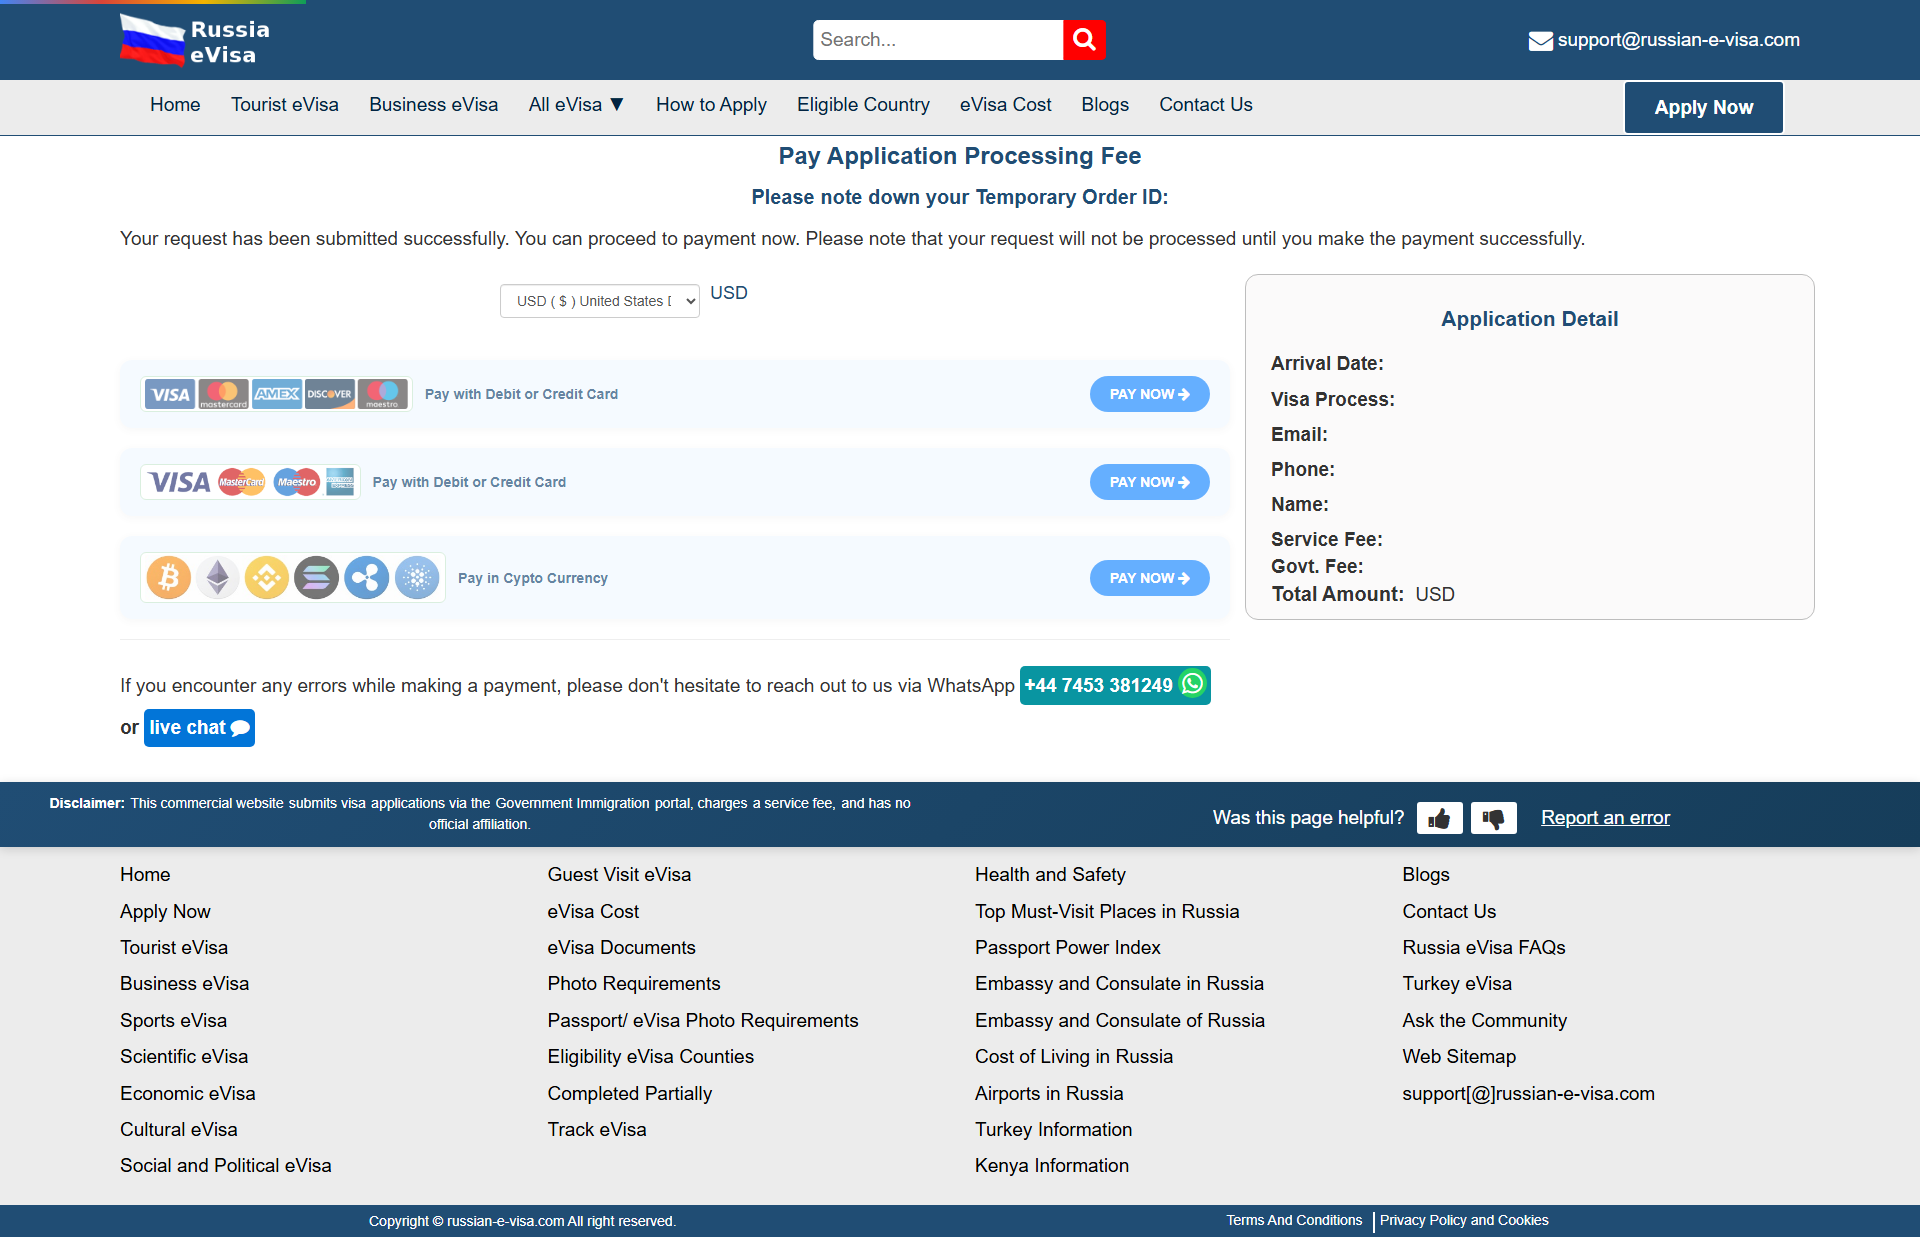 Russia
eVisa
Search...
support@russian-e-visa.com
Home Tourist eVisa Business eVisa All eVisa ▼ How to Apply Eligible Country eVisa Cost Blogs Contact Us Apply Now
Pay Application Processing Fee
Please note down your Temporary Order ID:
Your request has been submitted successfully. You can proceed to payment now. Please note that your request will not be processed until you make the payment successfully.
USD ( $ ) United States D USD
VISA mastercard AMEX DISCOVER maestro Pay with Debit or Credit Card PAY NOW
VISA MasterCard Maestro Pay with Debit or Credit Card PAY NOW
Pay in Cypto Currency PAY NOW
Application Detail
Arrival Date:
Visa Process:
Email:
Phone:
Name:
Service Fee:
Govt. Fee:
Total Amount: USD
If you encounter any errors while making a payment, please don't hesitate to reach out to us via WhatsApp +44 7453 381249
or live chat
Disclaimer: This commercial website submits visa applications via the Government Immigration portal, charges a service fee, and has no
official affiliation.
Was this page helpful? Report an error
Home
Apply Now
Tourist eVisa
Business eVisa
Sports eVisa
Scientific eVisa
Economic eVisa
Cultural eVisa
Social and Political eVisa
Guest Visit eVisa
eVisa Cost
eVisa Documents
Photo Requirements
Passport/ eVisa Photo Requirements
Eligibility eVisa Counties
Completed Partially
Track eVisa
Health and Safety
Top Must-Visit Places in Russia
Passport Power Index
Embassy and Consulate in Russia
Embassy and Consulate of Russia
Cost of Living in Russia
Airports in Russia
Turkey Information
Kenya Information
Blogs
Contact Us
Russia eVisa FAQs
Turkey eVisa
Ask the Community
Web Sitemap
support[@]russian-e-visa.com
Copyright © russian-e-visa.com All right reserved.
Terms And Conditions Privacy Policy and Cookies